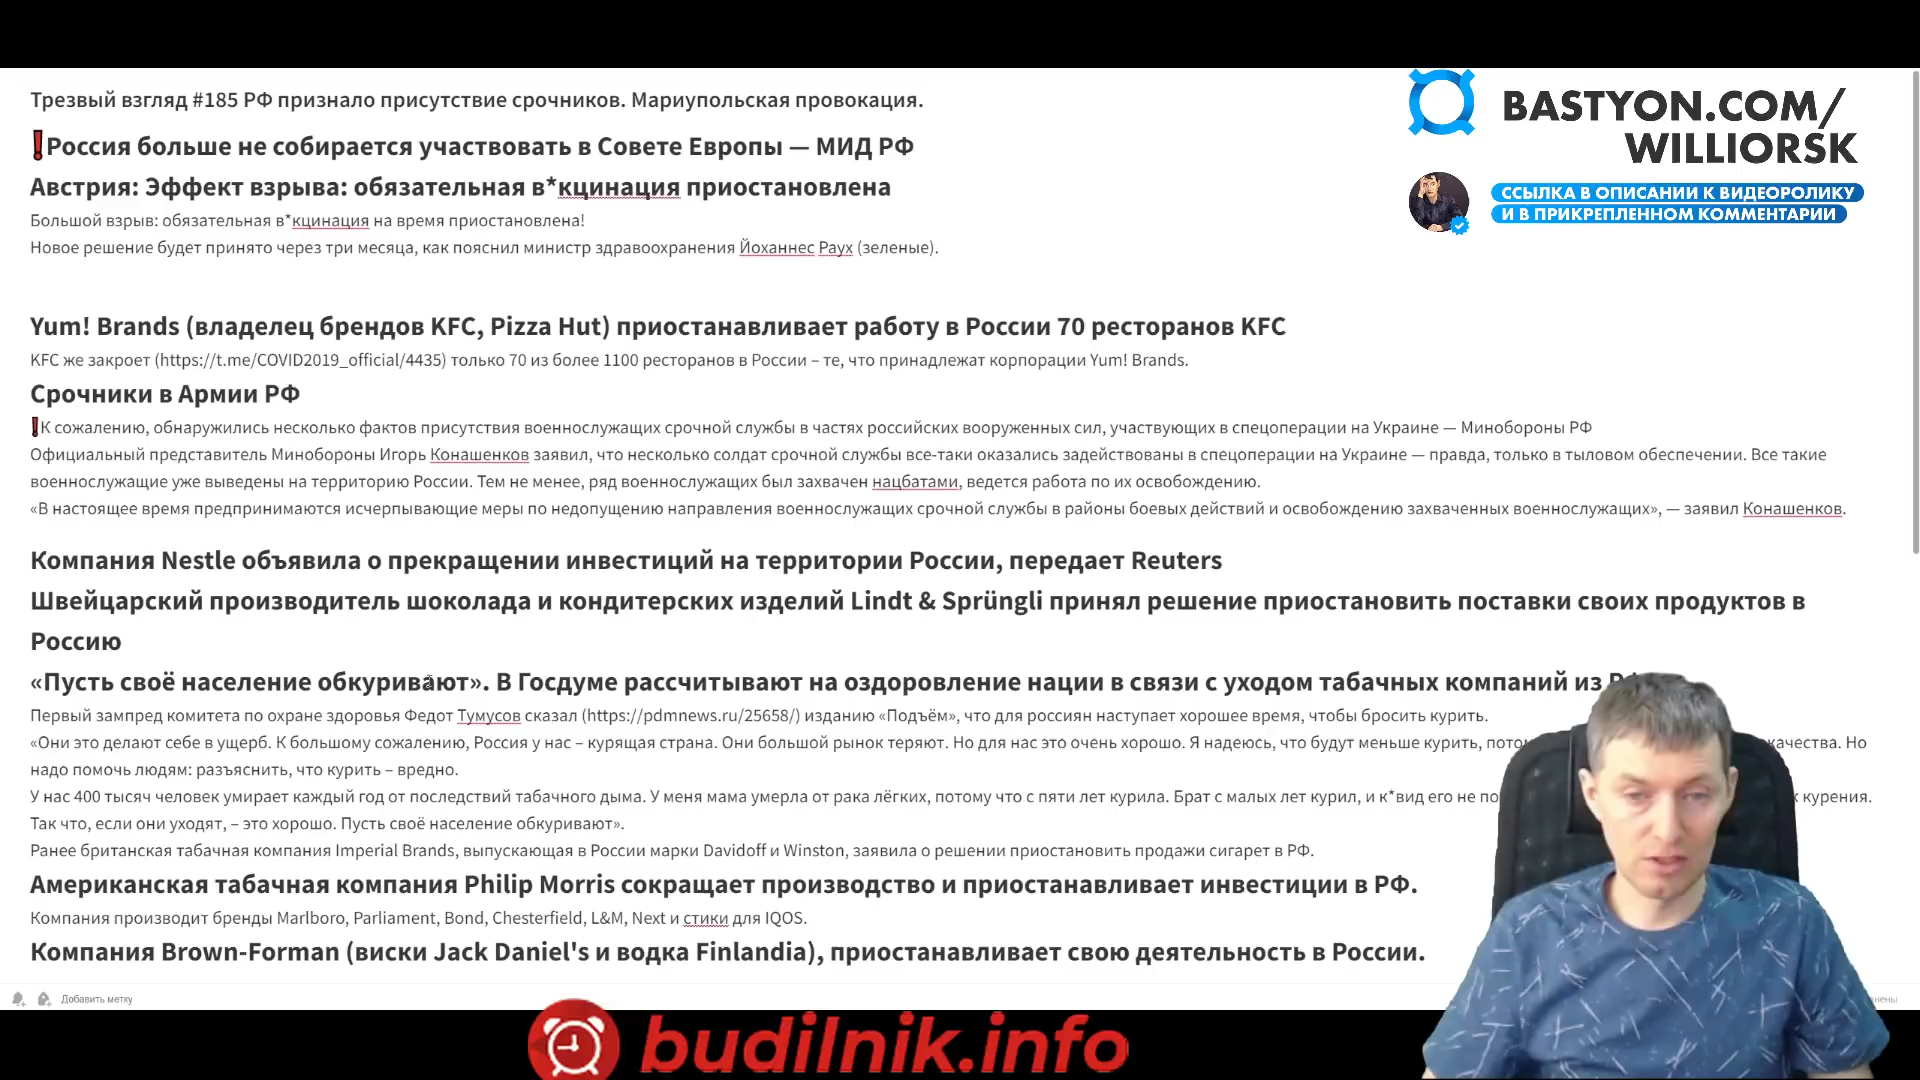 Трезвый взгляд #185 РФ признало присутствие срочников. Мариупольская провокация.
BASTYON.COM/
WILLIORSK
ССЫЛКА В ОПИСАНИИ К ВИДЕОРОЛИКУ
И В ПРИКРЕПЛЕННОМ КОММЕНТАРИИ
❗Россия больше не собирается участвовать в Совете Европы — МИД РФ
Австрия: Эффект взрыва: обязательная в*кцинация приостановлена
Большой взрыв: обязательная в*кцинация на время приостановлена!
Новое решение будет принято через три месяца, как пояснил министр здравоохранения Йоханнес Раух (зеленые).
Yum! Brands (владелец брендов KFC, Pizza Hut) приостанавливает работу в России 70 ресторанов KFC
KFC же закроет (https://t.me/COVID2019_official/4435) только 70 из более 1100 ресторанов в России – те, что принадлежат корпорации Yum! Brands.
Срочники в Армии РФ
❗К сожалению, обнаружились несколько фактов присутствия военнослужащих срочной службы в частях российских вооруженных сил, участвующих в спецоперации на Украине — Минобороны РФ
Официальный представитель Минобороны Игорь Конашенков заявил, что несколько солдат срочной службы все-таки оказались задействованы в спецоперации на Украине — правда, только в тыловом обеспечении. Все такие
военнослужащие уже выведены на территорию России. Тем не менее, ряд военнослужащих был захвачен нацбатами, ведется работа по их освобождению.
«В настоящее время предпринимаются исчерпывающие меры по недопущению направления военнослужащих срочной службы в районы боевых действий и освобождению захваченных военнослужащих», — заявил Конашенков.
Компания Nestle объявила о прекращении инвестиций на территории России, передает Reuters
Швейцарский производитель шоколада и кондитерских изделий Lindt & Sprüngli принял решение приостановить поставки своих продуктов в
Россию
«Пусть своё население обкуривают». В Госдуме рассчитывают на оздоровление нации в связи с уходом табачных компаний из
Первый зампред комитета по охране здоровья Федот Тумусов сказал (https://pdmnews.ru/25658/) изданию «Подъём», что для россиян наступает хорошее время, чтобы бросить курить.
«Они это делают себе в ущерб. К большому сожалению, Россия у нас – курящая страна. Они большой рынок теряют. Но для нас это очень хорошо. Я надеюсь, что будут меньше курить, качества. Но
надо помочь людям: разъяснить, что курить – вредно.
У нас 400 тысяч человек умирает каждый год от последствий табачного дыма. У меня мама умерла от рака лёгких, потому что с пяти лет курила. Брат с малых лет курил, и к*вид его не курения.
Так что, если они уходят, – это хорошо. Пусть своё население обкуривают».
Ранее британская табачная компания Imperial Brands, выпускающая в России марки Davidoff и Winston, заявила о решении приостановить продажи сигарет в РФ.
Американская табачная компания Philip Morris сокращает производство и приостанавливает инвестиции в РФ.
Компания производит бренды Marlboro, Parliament, Bond, Chesterfield, L&M, Next и стики для IQOS.
Компания Brown-Forman (виски Jack Daniel's и водка Finlandia), приостанавливает свою деятельность в России.
Добавить метку
budilnik.info